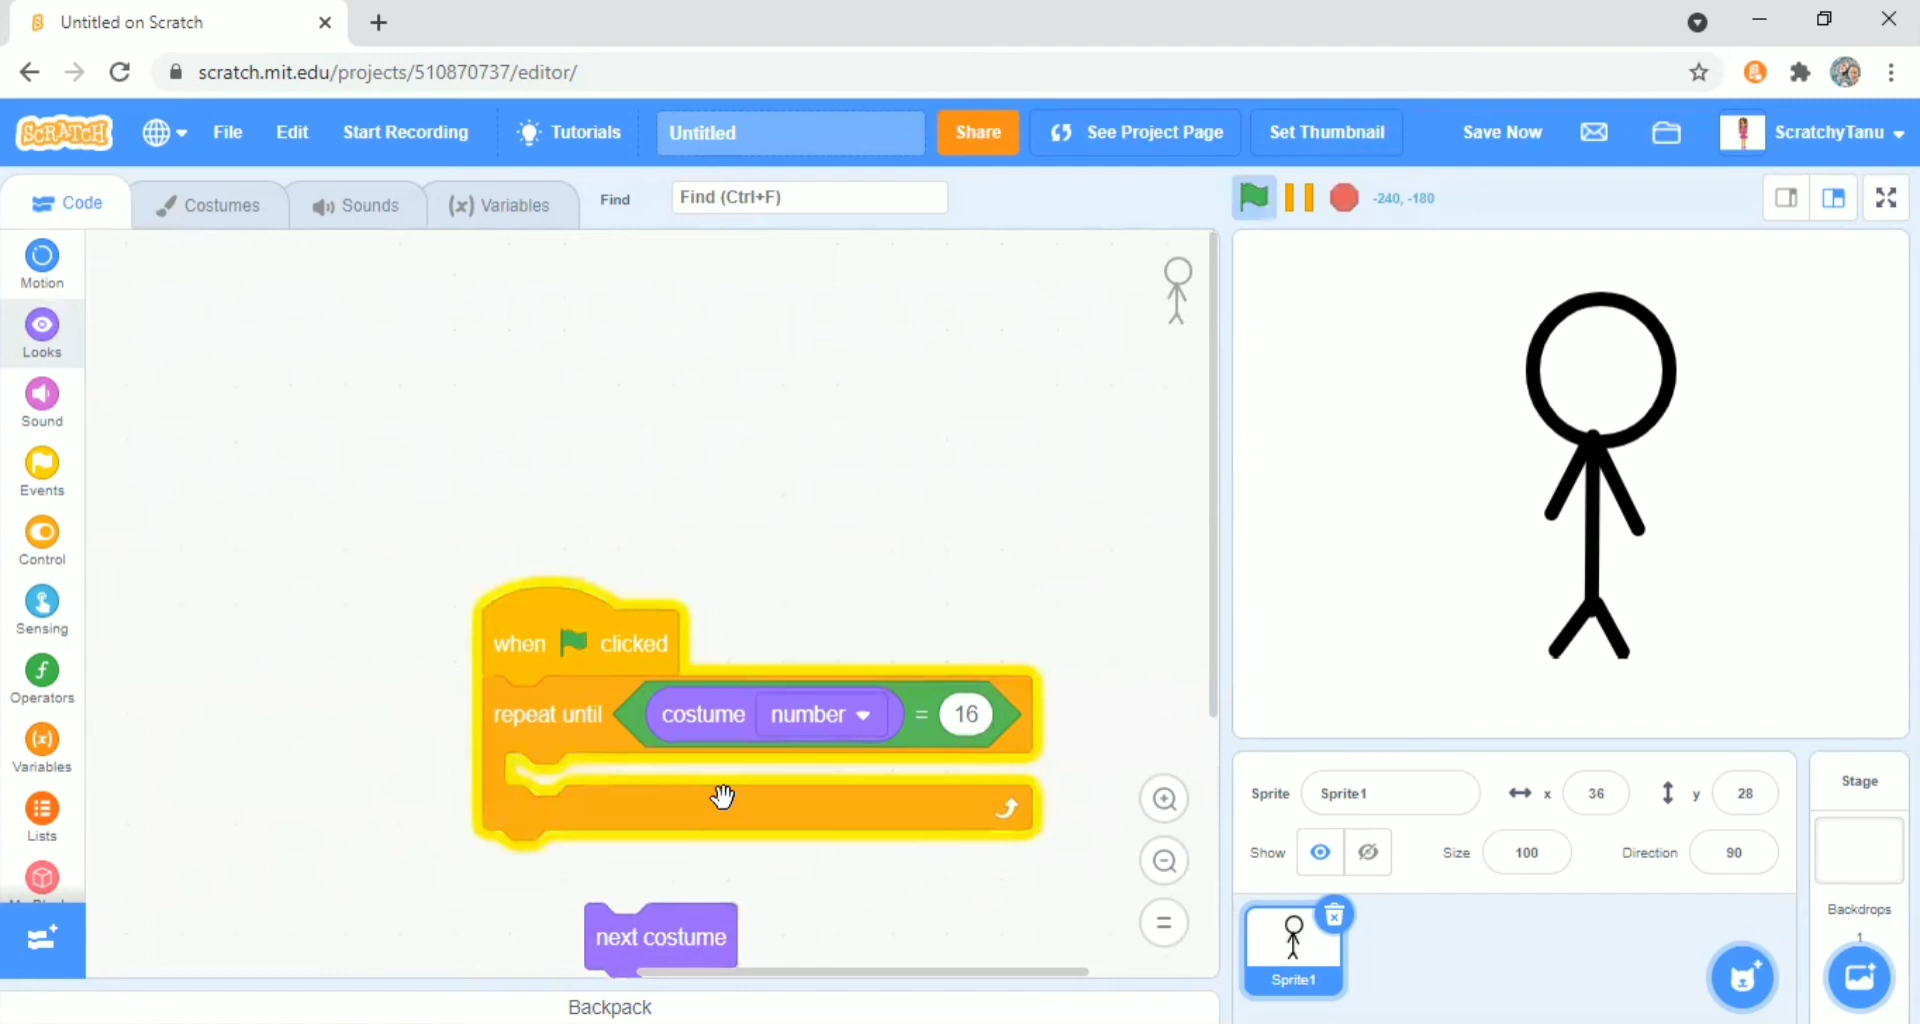 Untitled on Scratch
scratch.mit.edu/projects/510870737/editor/
SCRATCH File Edit Start Recording Tutorials Untitled Share See Project Page Set Thumbnail Save Now ScratchyTanu
Code Costumes Sounds (x) Variables Find Find (Ctrl+F) -240, -180
Motion
Looks
Sound
Events
Control
Sensing
Operators
(x)
Variables
Lists
when clicked
repeat until costume number = 16
next costume
=
Backpack
Sprite Sprite1 x 36 y 28
Show Size 100 Direction 90
Sprite1
Stage
Backdrops
1